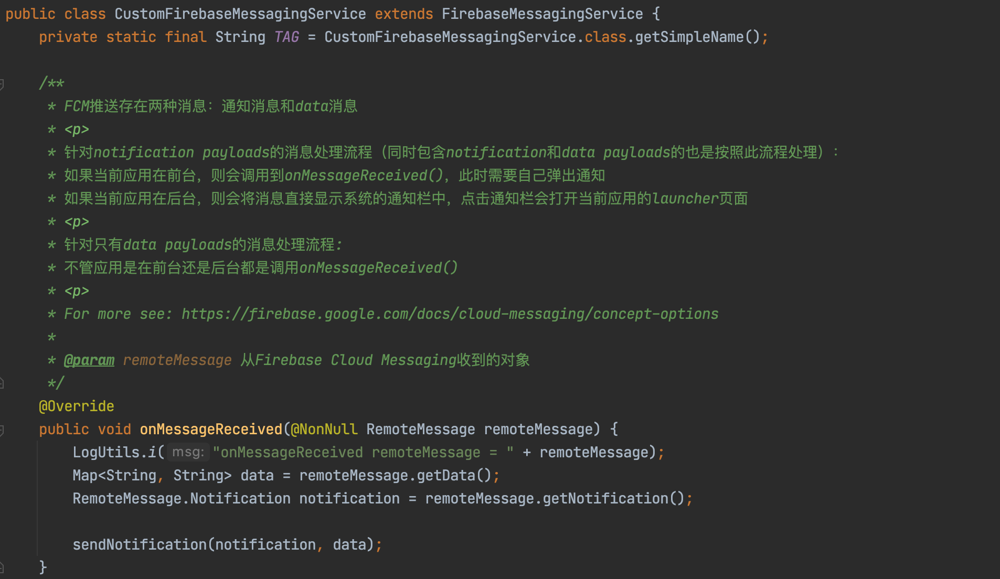 public class CustomFirebaseMessagingService extends FirebaseMessagingService {
    private static final String TAG = CustomFirebaseMessagingService.class.getSimpleName();

    /**
     * FCM推送存在两种消息：通知消息和data消息
     * <p>
     * 针对notification payloads的消息处理流程（同时包含notification和data payloads的也是按照此流程处理）：
     * 如果当前应用在前台，则会调用到onMessageReceived()，此时需要自己弹出通知
     * 如果当前应用在后台，则会将消息直接显示系统的通知栏中，点击通知栏会打开当前应用的launcher页面
     * <p>
     * 针对只有data payloads的消息处理流程:
     * 不管应用是在前台还是后台都是调用onMessageReceived()
     * <p>
     * For more see: https://firebase.google.com/docs/cloud-messaging/concept-options
     *
     * @param remoteMessage 从Firebase Cloud Messaging收到的对象
     */
    @Override
    public void onMessageReceived(@NonNull RemoteMessage remoteMessage) {
        LogUtils.i( msg: "onMessageReceived remoteMessage = " + remoteMessage);
        Map<String, String> data = remoteMessage.getData();
        RemoteMessage.Notification notification = remoteMessage.getNotification();

        sendNotification(notification, data);
    }